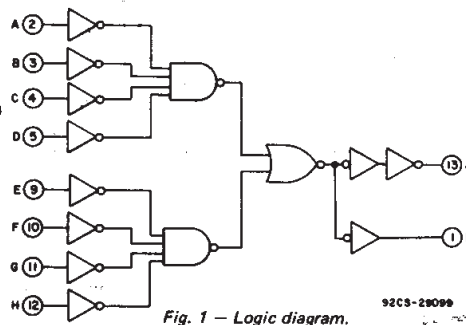 A 2
B 3
C 4
D 5
E 9
F 10
G 11
H 12
13
1
92CS-29099
Fig. 1 — Logic diagram.